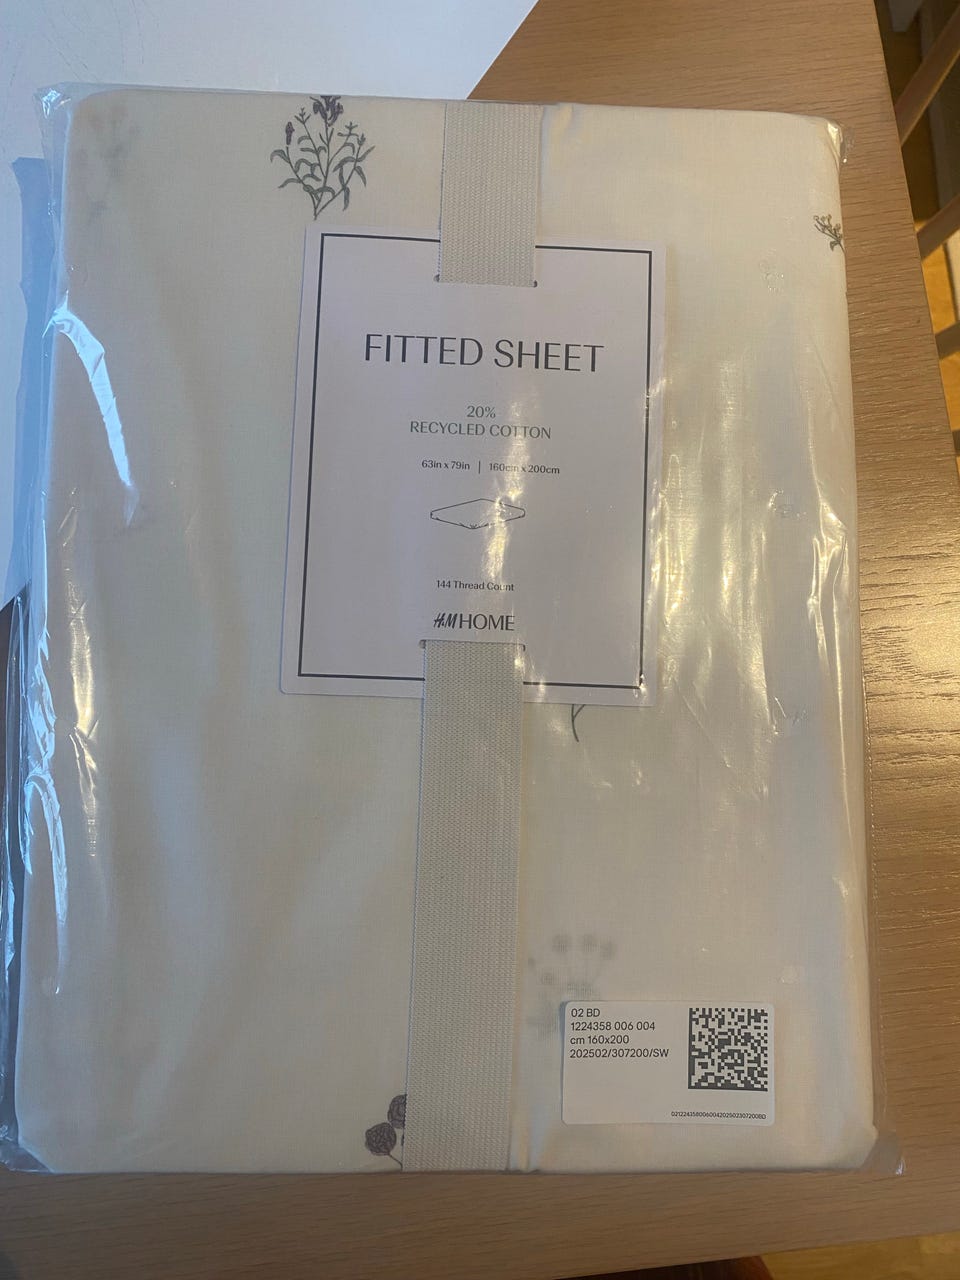 FITTED SHEET
20%
RECYCLED COTTON
63in x 79in | 160cm x 200cm
144 Thread Count
H&M HOME
02 BD
1224358 006 004
cm 160x200
202502/307200/SW
021224358006004202502307200BD